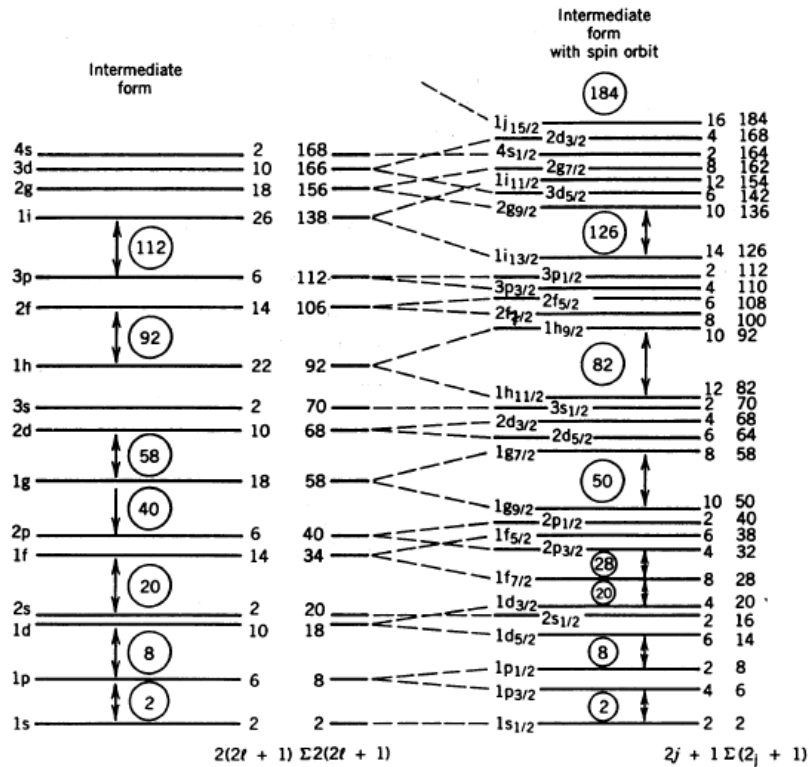 Intermediate
form
with spin orbit
Intermediate
form
184
1j15/2 16 184
4s 2 168 2d3/2 4 168
3d 10 166 4s1/2 2 164
2g 18 156 2g7/2 8 162
1i11/2 12 154
3d5/2 6 142
1i 26 138 2g9/2 10 136
112 126
1i13/2 14 126
3p 6 112 3p1/2 2 112
3p3/2 4 110
2f 14 106 2f5/2 6 108
2f7/2 8 100
92 1h9/2 10 92
1h 22 92 82
1h11/2 12 82
3s 2 70 3s1/2 2 70
2d 10 68 2d3/2 4 68
2d5/2 6 64
58 1g7/2 8 58
1g 18 58 50
40 1g9/2 10 50
2p 6 40 2p1/2 2 40
1f5/2 6 38
1f 14 34 2p3/2 4 32
28
20 1f7/2 8 28
20
2s 2 20 1d3/2 4 20
1d 10 18 2s1/2 2 16
1d5/2 6 14
8 8
1p 6 8 1p1/2 2 8
1p3/2 4 6
2 2
1s 2 2 1s1/2 2 2
2(2ℓ + 1) Σ2(2ℓ + 1) 2j + 1 Σ(2j + 1)